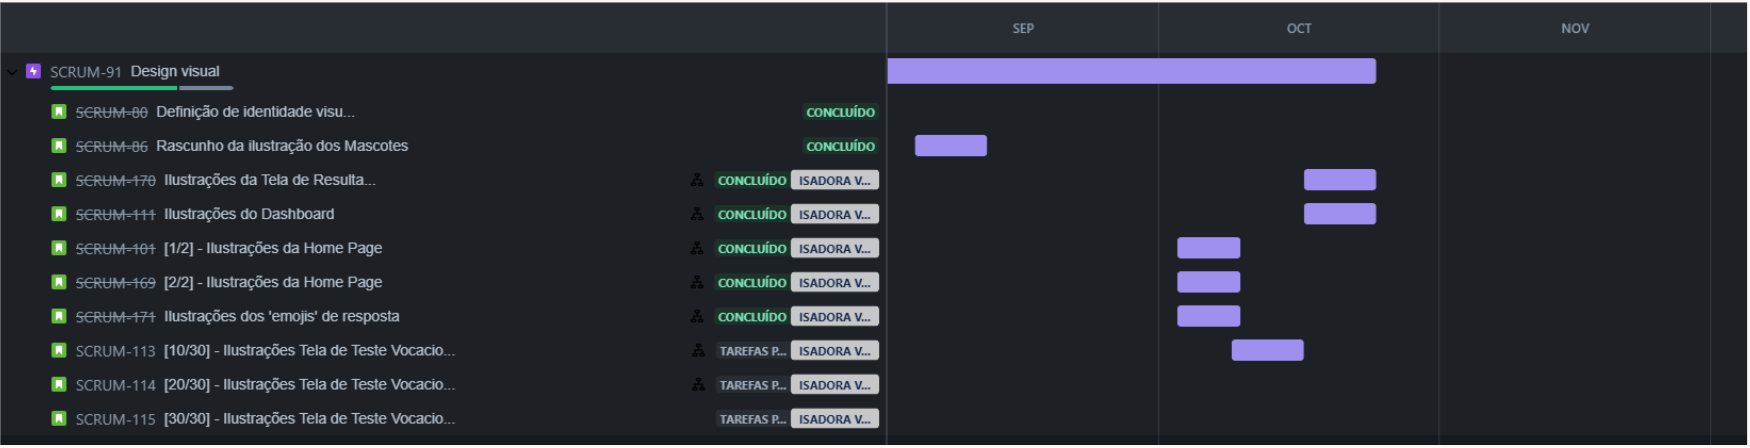 SEP OCT NOV
SCRUM-91 Design visual
SCRUM-80 Definição de identidade visu... CONCLUÍDO
SCRUM-86 Rascunho da ilustração dos Mascotes CONCLUÍDO
SCRUM-170 Ilustrações da Tela de Resulta... CONCLUÍDO ISADORA V...
SCRUM-111 Ilustrações do Dashboard CONCLUÍDO ISADORA V...
SCRUM-101 [1/2] - Ilustrações da Home Page CONCLUÍDO ISADORA V...
SCRUM-169 [2/2] - Ilustrações da Home Page CONCLUÍDO ISADORA V...
SCRUM-171 Ilustrações dos 'emojis' de resposta CONCLUÍDO ISADORA V...
SCRUM-113 [10/30] - Ilustrações Tela de Teste Vocacio... TAREFAS P... ISADORA V...
SCRUM-114 [20/30] - Ilustrações Tela de Teste Vocacio... TAREFAS P... ISADORA V...
SCRUM-115 [30/30] - Ilustrações Tela de Teste Vocacio... TAREFAS P... ISADORA V...